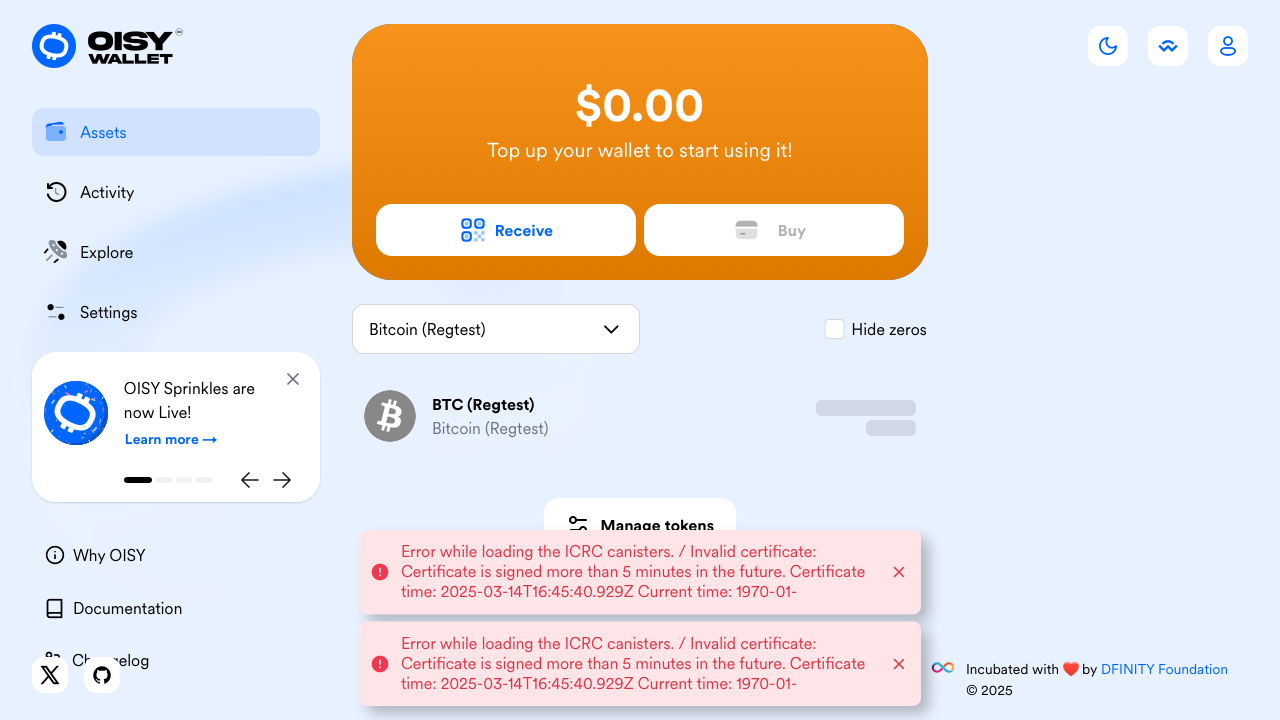 OISY
WALLET
Assets
Activity
Explore
Settings
OISY Sprinkles are
now Live!
Learn more →
Why OISY
Documentation
$0.00
Top up your wallet to start using it!
Receive
Buy
Bitcoin (Regtest)
Hide zeros
BTC (Regtest)
Bitcoin (Regtest)
Manage tokens
Error while loading the ICRC canisters. / Invalid certificate:
Certificate is signed more than 5 minutes in the future. Certificate
time: 2025-03-14T16:45:40.929Z Current time: 1970-01-
Error while loading the ICRC canisters. / Invalid certificate:
Certificate is signed more than 5 minutes in the future. Certificate
time: 2025-03-14T16:45:40.929Z Current time: 1970-01-
Incubated with ❤️ by DFINITY Foundation
© 2025